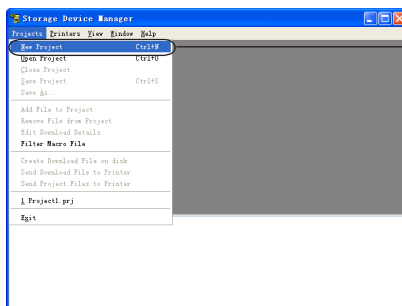 Storage Device Manager
Projects Printers View Window Help
New Project Ctrl+N
Open Project Ctrl+O
Close Project
Save Project Ctrl+S
Save As...
Add File to Project
Remove File from Project
Edit Download Details
Filter Macro File
Create Download File on disk
Send Download File to Printer
Send Project Files to Printer
1 Project1.prj
Exit